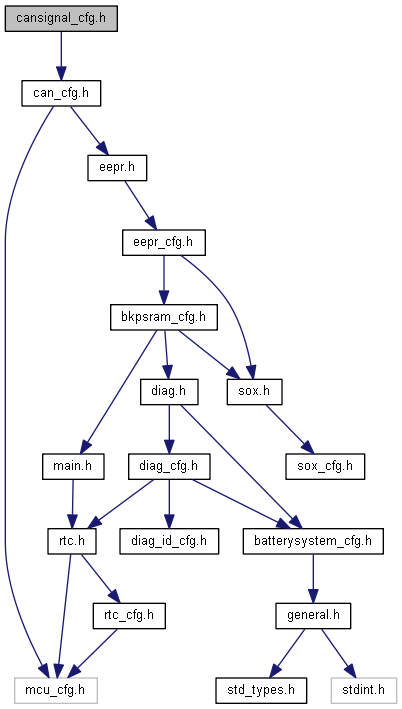 cansignal_cfg.h
can_cfg.h
eepr.h
eepr_cfg.h
bkpsram_cfg.h
diag.h
sox.h
main.h
diag_cfg.h
sox_cfg.h
rtc.h
diag_id_cfg.h
batterysystem_cfg.h
rtc_cfg.h
general.h
mcu_cfg.h
std_types.h
stdint.h